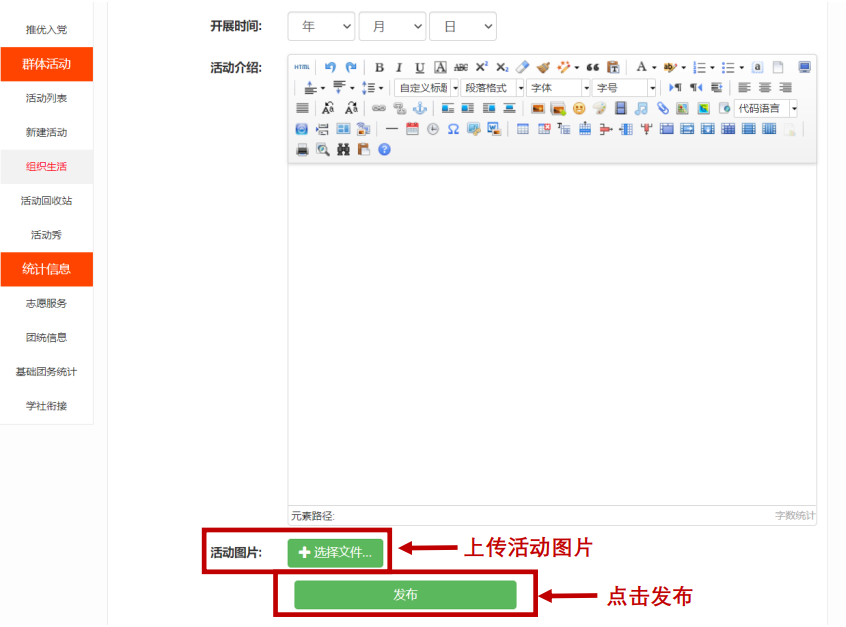 推优入党
群体活动
活动列表
新建活动
组织生活
活动回收站
活动秀
统计信息
志愿服务
团统信息
基础团务统计
学社衔接
开展时间: 年 月 日
活动介绍:
HTML B I U A ABC X² X₂ A ab a
自定义标题 段落格式 字体 字号
代码语言
元素路径: 字数统计
活动图片: 选择文件... 上传活动图片
发布 点击发布